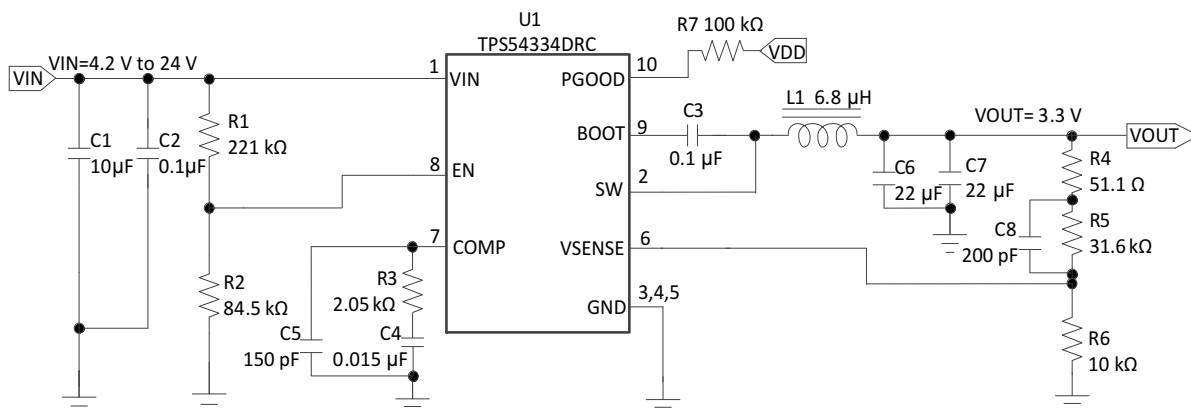 U1
TPS54334DRC
R7 100 kΩ
VDD
VIN
VIN=4.2 V to 24 V
1
VIN
PGOOD
10
R1
221 kΩ
C1
10µF
C2
0.1µF
8
EN
BOOT
9
C3
0.1 µF
L1 6.8 µH
VOUT= 3.3 V
VOUT
SW
2
C6
22 µF
C7
22 µF
R4
51.1 Ω
C8
200 pF
R5
31.6 kΩ
7
COMP
VSENSE
6
R2
84.5 kΩ
R3
2.05 kΩ
C5
150 pF
C4
0.015 µF
GND
3,4,5
R6
10 kΩ